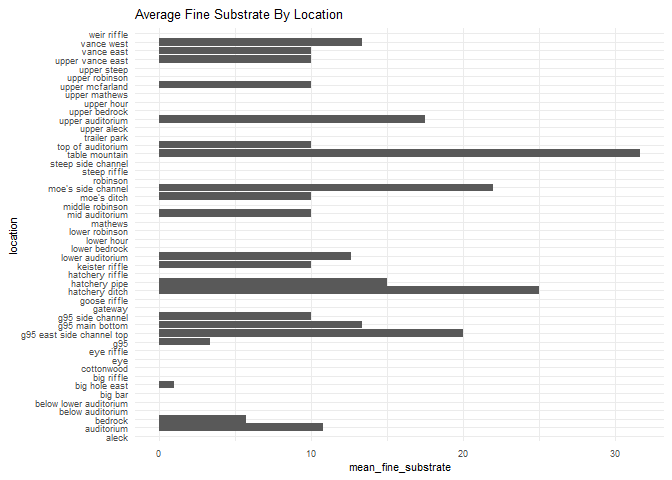 Average Fine Substrate By Location
weir riffle
vance west
vance east
upper vance east
upper steep
upper robinson
upper mcfarland
upper mathews
upper hour
upper bedrock
upper auditorium
upper aleck
trailer park
top of auditorium
table mountain
steep side channel
steep riffle
robinson
moe's side channel
moe's ditch
middle robinson
mid auditorium
mathews
lower robinson
lower hour
lower bedrock
lower auditorium
keister riffle
hatchery riffle
hatchery pipe
hatchery ditch
goose riffle
gateway
g95 side channel
g95 main bottom
g95 east side channel top
g95
eye riffle
eye
cottonwood
big riffle
big hole east
big bar
below lower auditorium
below auditorium
bedrock
auditorium
aleck
location
0 10 20 30
mean_fine_substrate